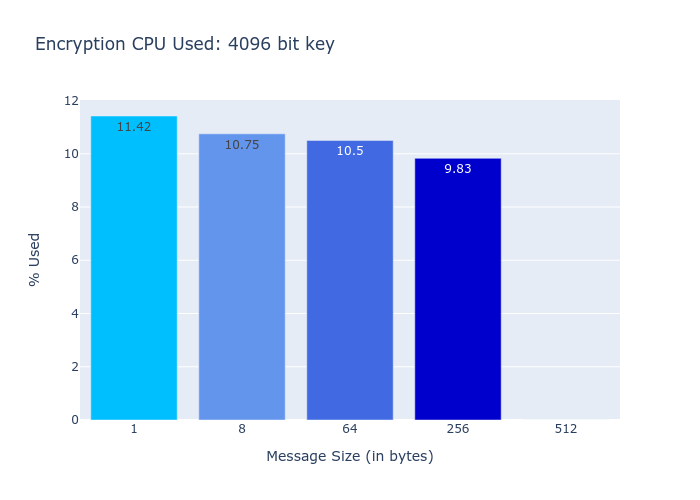 Encryption CPU Used: 4096 bit key
12
10
8
6
4
2
0
% Used
11.42
10.75
10.5
9.83
1 8 64 256 512
Message Size (in bytes)